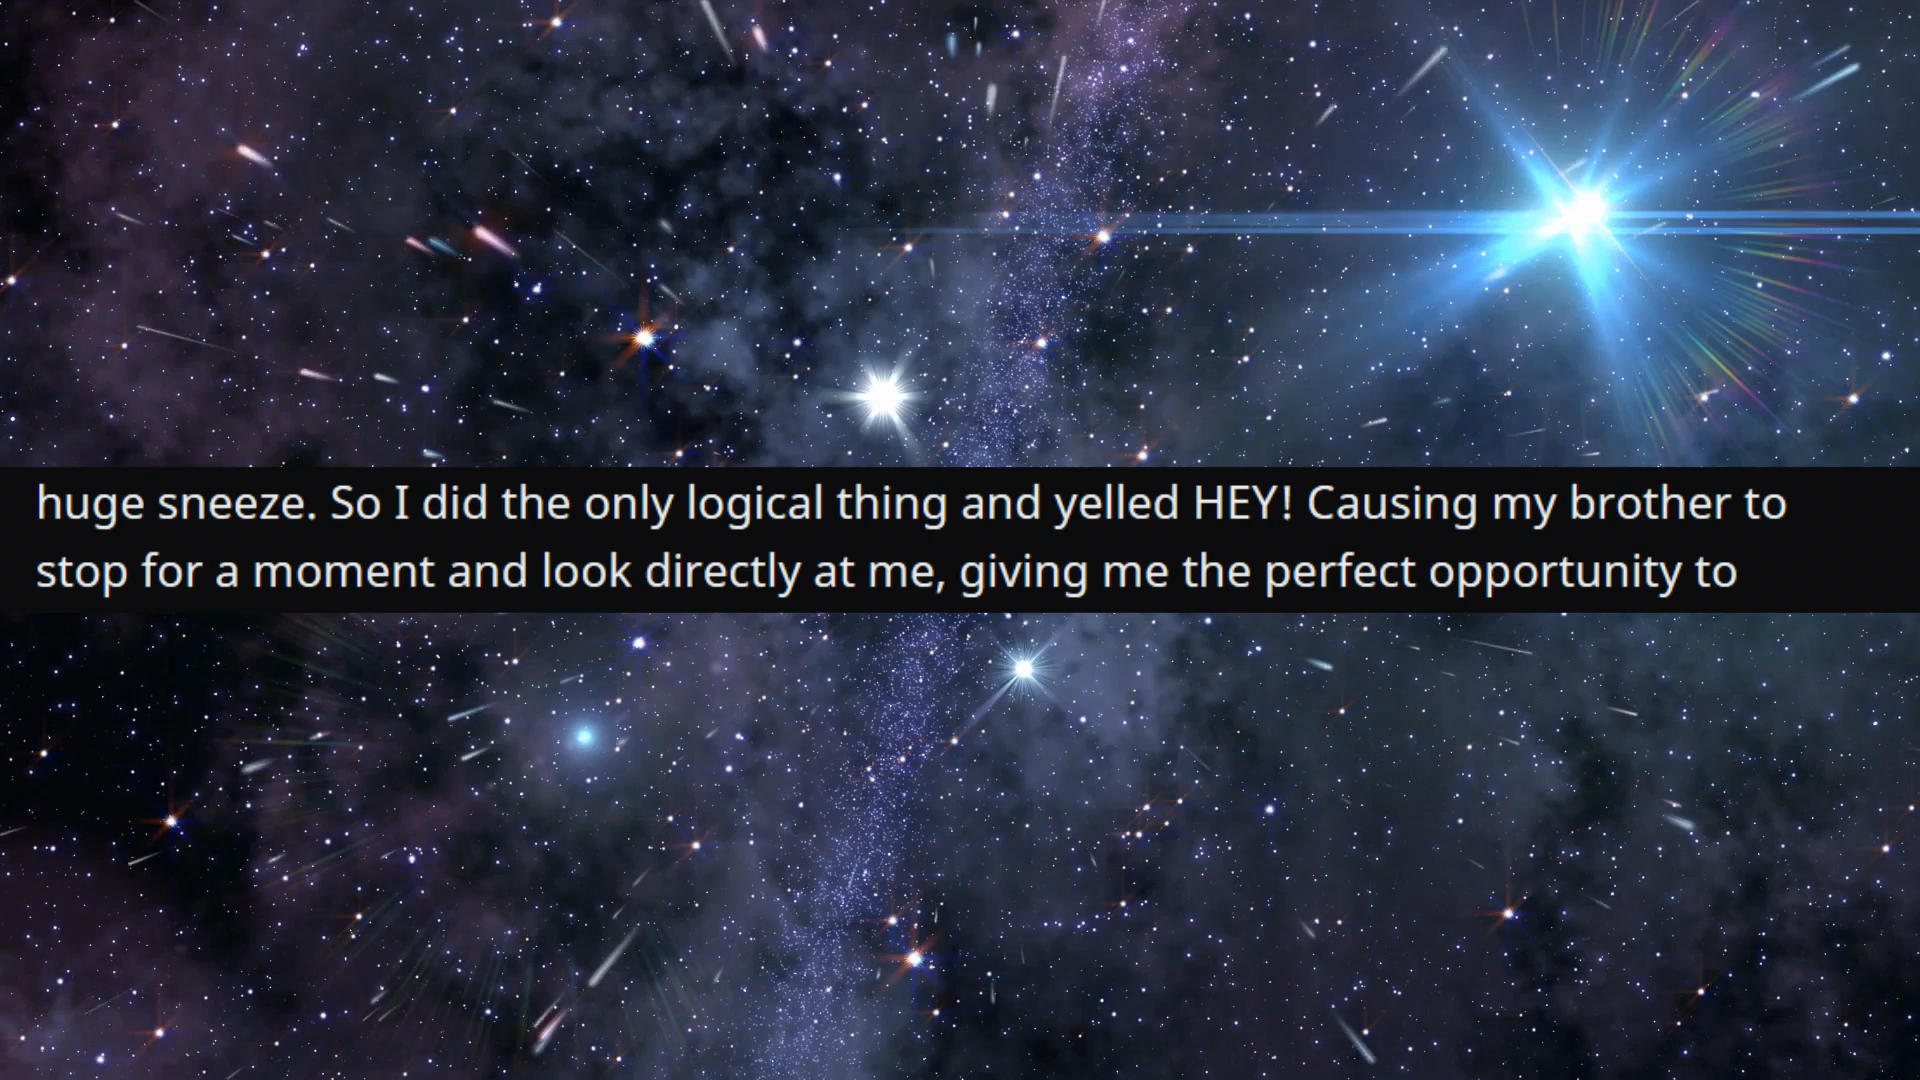 huge sneeze. So I did the only logical thing and yelled HEY! Causing my brother to
stop for a moment and look directly at me, giving me the perfect opportunity to